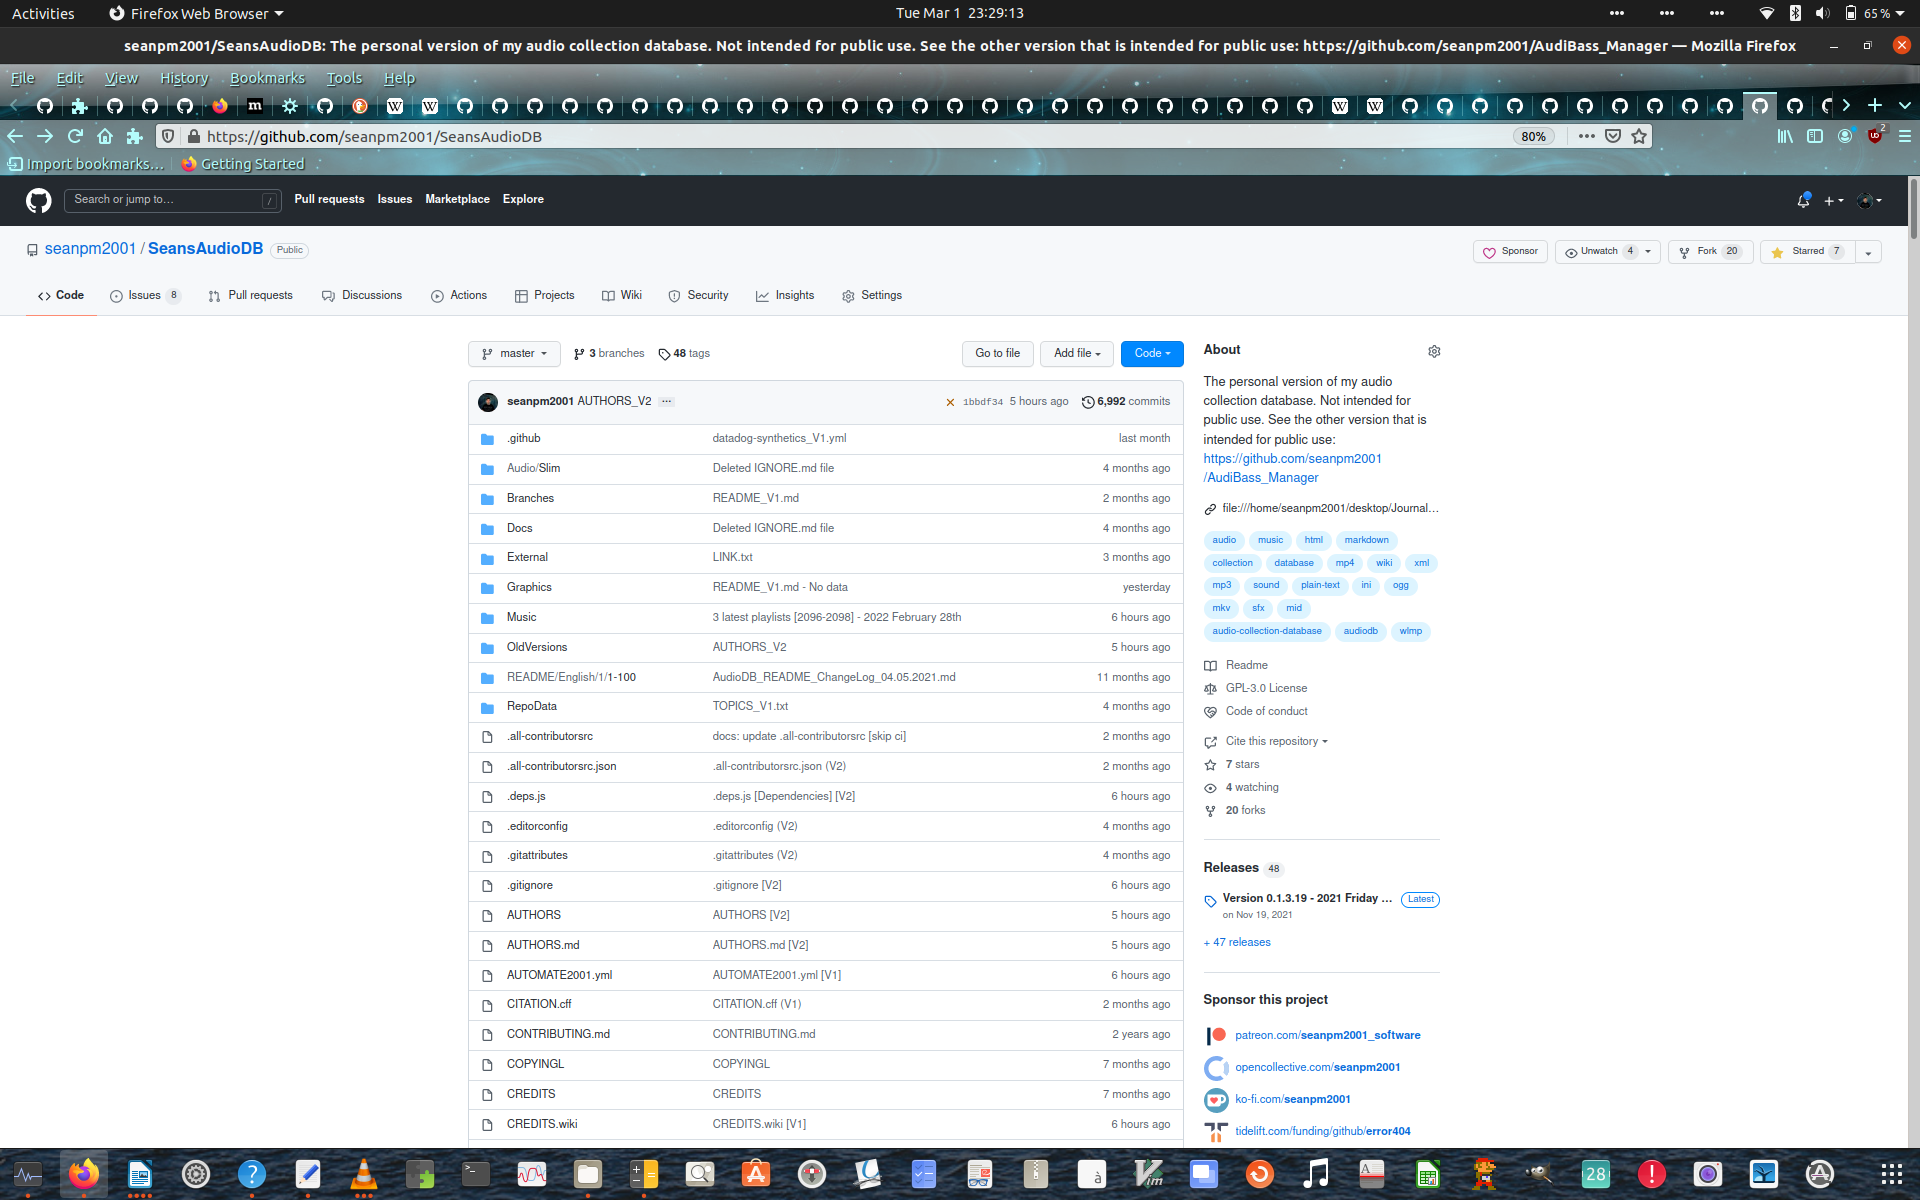 Activities
Firefox Web Browser
Tue Mar 1 23:29:13
65 %
seanpm2001/SeansAudioDB: The personal version of my audio collection database. Not intended for public use. See the other version that is intended for public use: https://github.com/seanpm2001/AudiBass_Manager — Mozilla Firefox
File Edit View History Bookmarks Tools Help
https://github.com/seanpm2001/SeansAudioDB
80%
2
Import bookmarks... Getting Started
Search or jump to... /
Pull requests Issues Marketplace Explore
seanpm2001 / SeansAudioDB Public
Sponsor Unwatch 4 Fork 20 Starred 7
Code Issues 8 Pull requests Discussions Actions Projects Wiki Security Insights Settings
master 3 branches 48 tags Go to file Add file Code
seanpm2001 AUTHORS_V2 ... 1bbdf34 5 hours ago 6,992 commits
.github datadog-synthetics_V1.yml last month
Audio/Slim Deleted IGNORE.md file 4 months ago
Branches README_V1.md 2 months ago
Docs Deleted IGNORE.md file 4 months ago
External LINK.txt 3 months ago
Graphics README_V1.md - No data yesterday
Music 3 latest playlists [2096-2098] - 2022 February 28th 6 hours ago
OldVersions AUTHORS_V2 5 hours ago
README/English/1/1-100 AudioDB_README_ChangeLog_04.05.2021.md 11 months ago
RepoData TOPICS_V1.txt 4 months ago
.all-contributorsrc docs: update .all-contributorsrc [skip ci] 2 months ago
.all-contributorsrc.json .all-contributorsrc.json (V2) 2 months ago
.deps.js .deps.js [Dependencies] [V2] 6 hours ago
.editorconfig .editorconfig (V2) 4 months ago
.gitattributes .gitattributes (V2) 4 months ago
.gitignore .gitignore [V2] 6 hours ago
AUTHORS AUTHORS [V2] 5 hours ago
AUTHORS.md AUTHORS.md [V2] 5 hours ago
AUTOMATE2001.yml AUTOMATE2001.yml [V1] 6 hours ago
CITATION.cff CITATION.cff (V1) 2 months ago
CONTRIBUTING.md CONTRIBUTING.md 2 years ago
COPYINGL COPYINGL 7 months ago
CREDITS CREDITS 7 months ago
CREDITS.wiki CREDITS.wiki [V1] 6 hours ago
About
The personal version of my audio
collection database. Not intended for
public use. See the other version that is
intended for public use:
https://github.com/seanpm2001
/AudiBass_Manager
file:///home/seanpm2001/desktop/Journal...
audio music html markdown
collection database mp4 wiki xml
mp3 sound plain-text ini ogg
mkv sfx mid
audio-collection-database audiodb wlmp
Readme
GPL-3.0 License
Code of conduct
Cite this repository
7 stars
4 watching
20 forks
Releases 48
Version 0.1.3.19 - 2021 Friday ... Latest
on Nov 19, 2021
+ 47 releases
Sponsor this project
patreon.com/seanpm2001_software
opencollective.com/seanpm2001
ko-fi.com/seanpm2001
tidelift.com/funding/github/error404
28